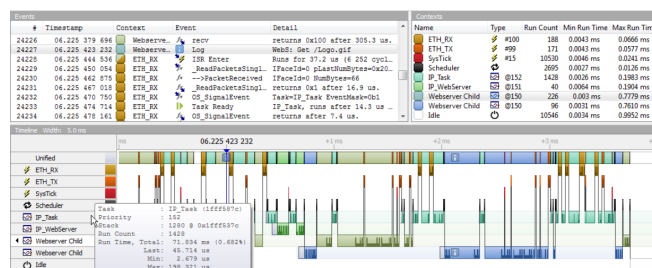 Events
# Timestamp Context Event Detail
24226 06.225 379 696 Webserve… recv returns 0x100 after 305.3 us.
24227 06.225 423 232 Webserve… Log WebS: Get /Logo.gif
24228 06.225 444 536 ETH_RX ISR Enter Runs for 37.2 us (6 252 cycl…
24229 06.225 450 054 ETH_RX _ReadPacketsSingl… IFaceId=0 pLastNumBytes=0x20…
24230 06.225 462 875 ETH_RX -->PacketReceived IFaceId=0 NumBytes=66
24231 06.225 467 018 ETH_RX _ReadPacketsSingl… returns 0x1 after 16.9 us.
24232 06.225 470 750 ETH_RX OS_SignalEvent Task=IP_Task EventMask=0b1
24233 06.225 474 714 ETH_RX Task Ready IP_Task, runs after 14.3 us …
24234 06.225 478 161 ETH_RX OS_SignalEvent returns after 7.4 us.
Contexts
Name Type Run Count Min Run Time Max Run Tim
ETH_RX #100 188 0.0043 ms 0.0666 ms
ETH_TX #99 171 0.0043 ms 0.0577 ms
SysTick #15 10530 0.0046 ms 0.0241 ms
Scheduler 2695 0.0027 ms 0.0126 ms
IP_Task @152 1428 0.0026 ms 0.1983 ms
IP_WebServer @151 40 0.0064 ms 0.1904 ms
Webserver Child @150 226 0.003 ms 0.7779 ms
Webserver Child @150 96 0.0031 ms 0.7610 ms
Idle 10546 0.0034 ms 0.9952 ms
Timeline Width: 5.0 ms
ms 06.225 423 232 +1 ms +2 ms +3 ms
Unified
ETH_RX
ETH_TX
SysTick
Scheduler
IP_Task
IP_WebServer
Webserver Child
Webserver Child
Idle
Task : IP_Task (1fff587c)
Priority : 152
Stack : 1280 @ 0x1fff537c
Run Count : 1428
Run Time, Total: 71.834 ms (0.682%)
Last: 45.714 us
Min: 2.679 us
Max: 198.321 us